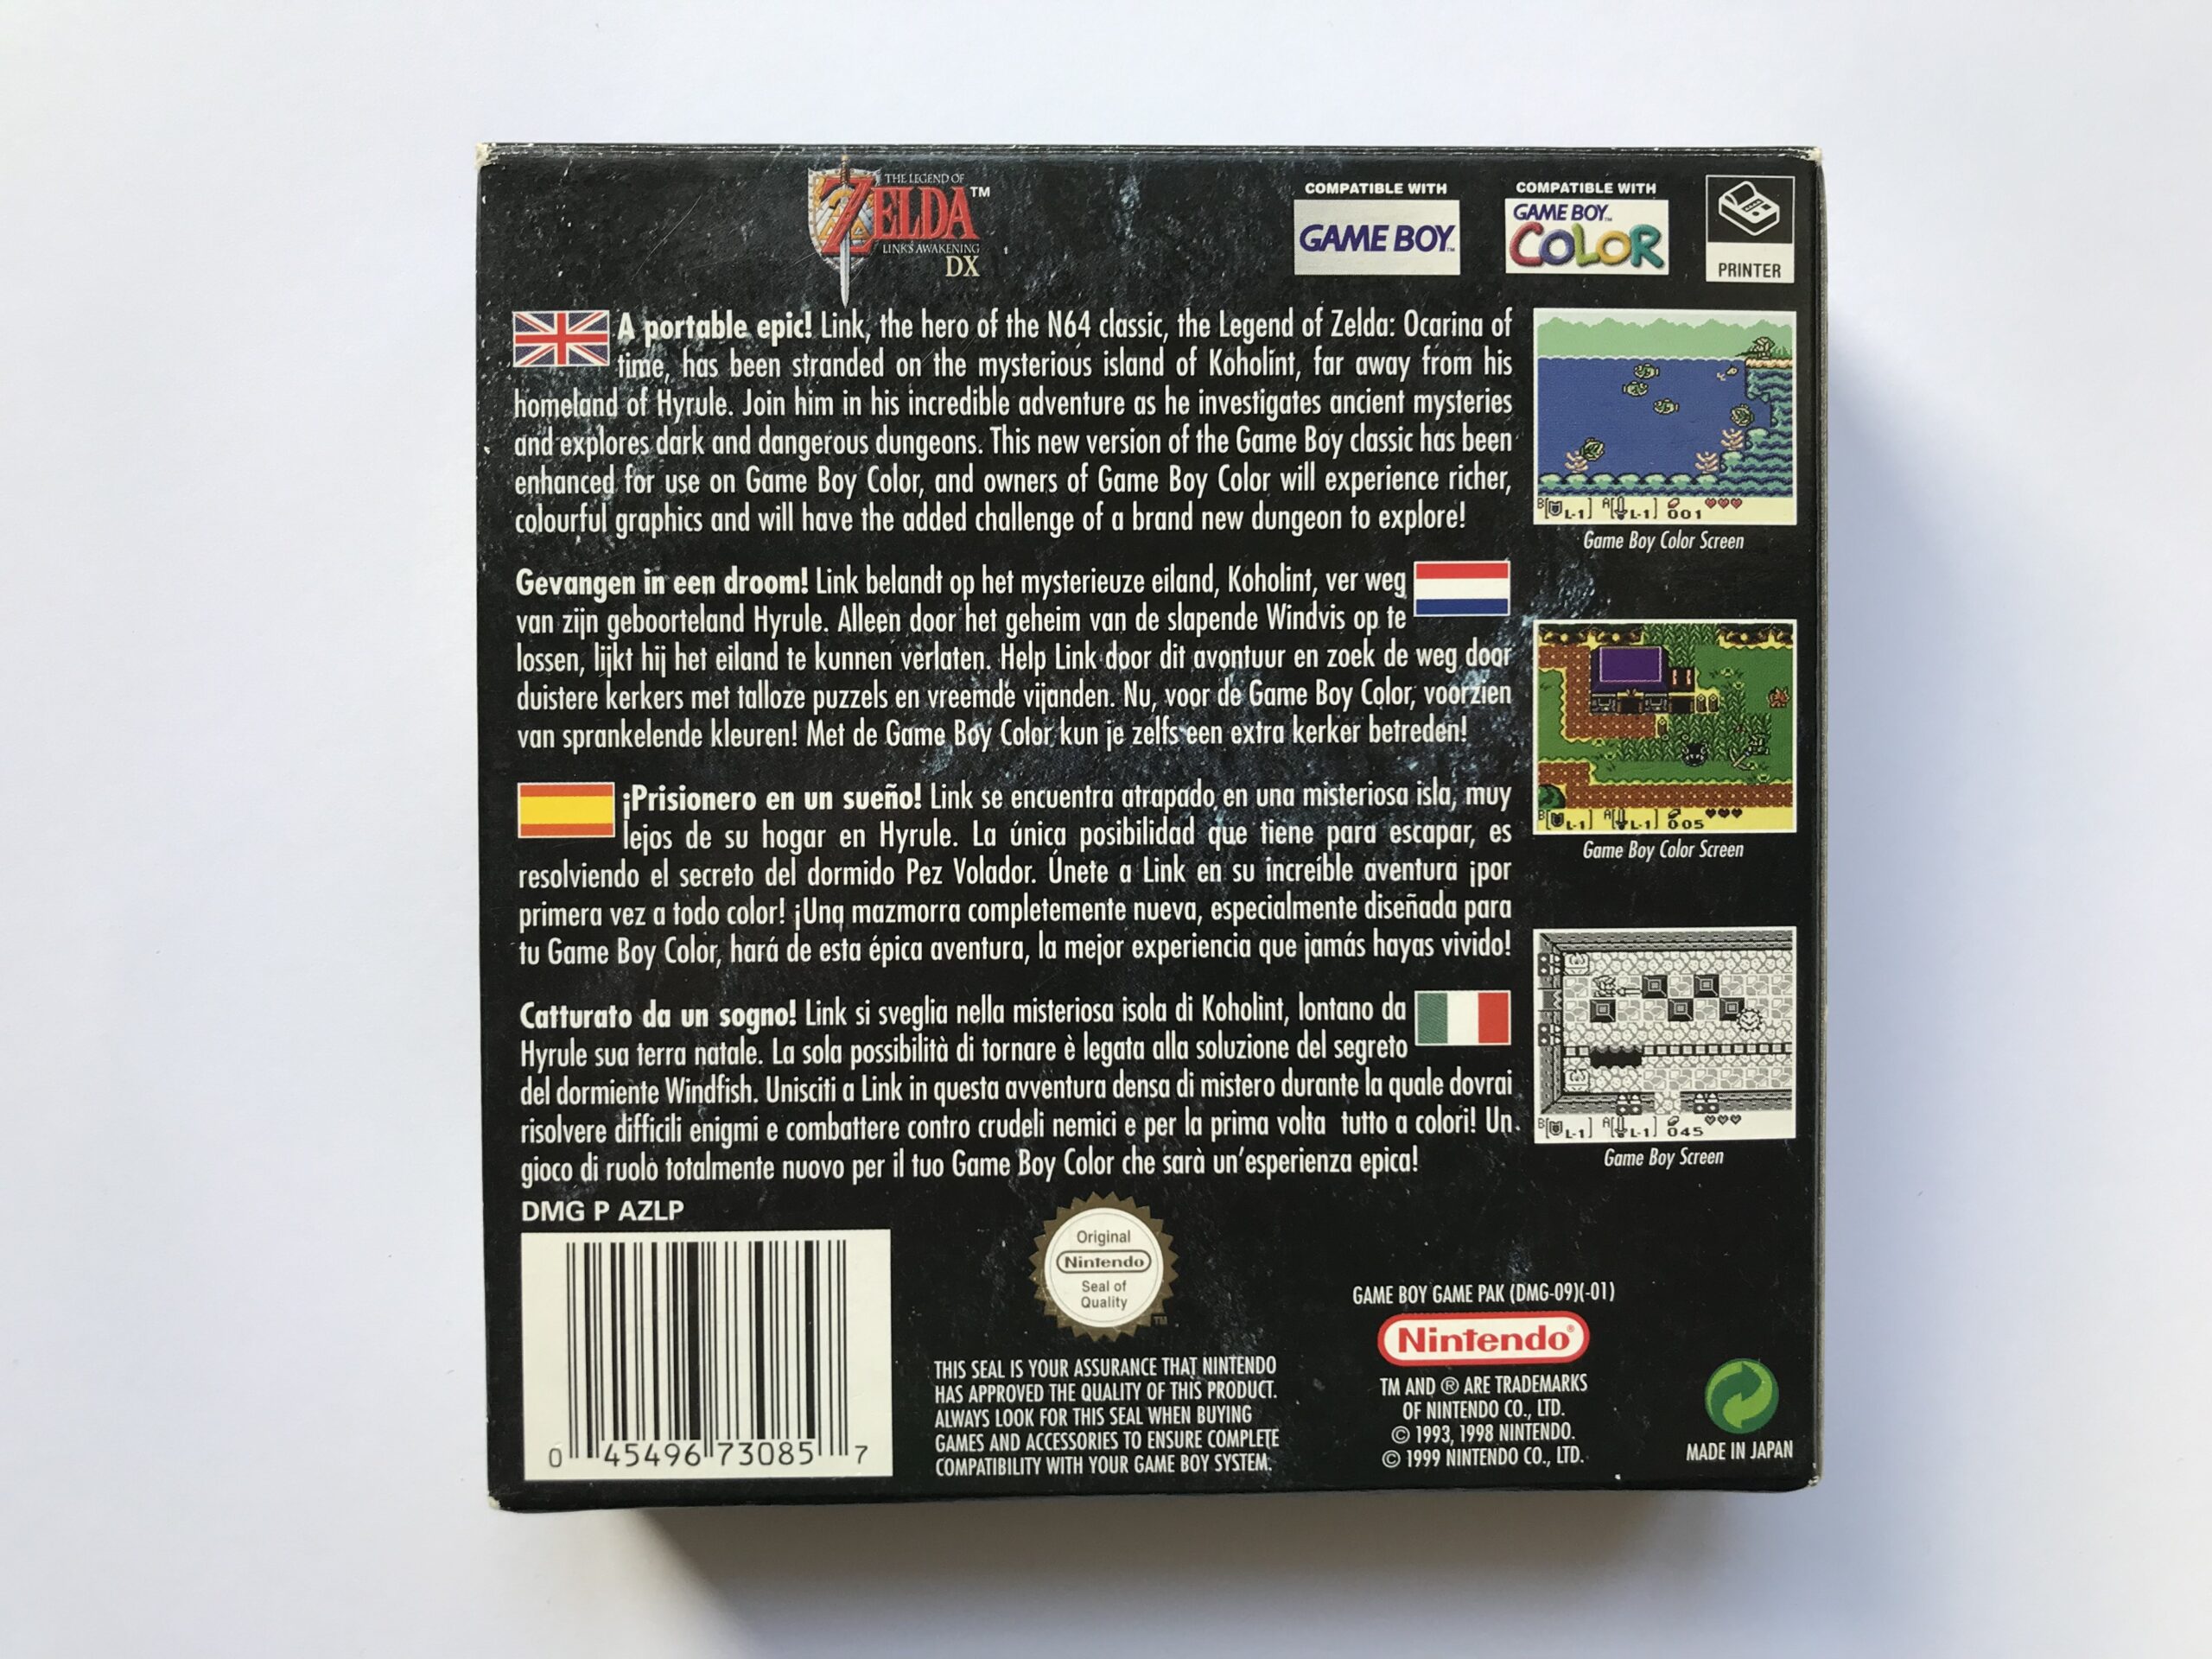 THE LEGEND OF
ZELDA™
LINK'S AWAKENING
DX
COMPATIBLE WITH
GAME BOY™
COMPATIBLE WITH
GAME BOY™
COLOR
PRINTER
A portable epic! Link, the hero of the N64 classic, the Legend of Zelda: Ocarina of
time, has been stranded on the mysterious island of Koholint, far away from his
homeland of Hyrule. Join him in his incredible adventure as he investigates ancient mysteries
and explores dark and dangerous dungeons. This new version of the Game Boy classic has been
enhanced for use on Game Boy Color, and owners of Game Boy Color will experience richer,
colourful graphics and will have the added challenge of a brand new dungeon to explore!
B[L-1] A[L-1] 001
Game Boy Color Screen
Gevangen in een droom! Link belandt op het mysterieuze eiland, Koholint, ver weg
van zijn geboorteland Hyrule. Alleen door het geheim van de slapende Windvis op te
lossen, lijkt hij het eiland te kunnen verlaten. Help Link door dit avontuur en zoek de weg door
duistere kerkers met talloze puzzels en vreemde vijanden. Nu, voor de Game Boy Color, voorzien
van sprankelende kleuren! Met de Game Boy Color kun je zelfs een extra kerker betreden!
B[L-1] A[L-1] 005
Game Boy Color Screen
¡Prisionero en un sueño! Link se encuentra atrapado en una misteriosa isla, muy
lejos de su hogar en Hyrule. La única posibilidad que tiene para escapar, es
resolviendo el secreto del dormido Pez Volador. Únete a Link en su increíble aventura ¡por
primera vez a todo color! ¡Una mazmorra completamente nueva, especialmente diseñada para
tu Game Boy Color, hará de esta épica aventura, la mejor experiencia que jamás hayas vivido!
Catturato da un sogno! Link si sveglia nella misteriosa isola di Koholint, lontano da
Hyrule sua terra natale. La sola possibilità di tornare è legata alla soluzione del segreto
del dormiente Windfish. Unisciti a Link in questa avventura densa di mistero durante la quale dovrai
risolvere difficili enigmi e combattere contro crudeli nemici e per la prima volta tutto a colori! Un
gioco di ruolo totalmente nuovo per il tuo Game Boy Color che sarà un'esperienza epica!
B[L-1] A[L-1] 045
Game Boy Screen
DMG P AZLP
0 45496 73085 7
Original
Nintendo
Seal of
Quality
TM
THIS SEAL IS YOUR ASSURANCE THAT NINTENDO
HAS APPROVED THE QUALITY OF THIS PRODUCT.
ALWAYS LOOK FOR THIS SEAL WHEN BUYING
GAMES AND ACCESSORIES TO ENSURE COMPLETE
COMPATIBILITY WITH YOUR GAME BOY SYSTEM.
GAME BOY GAME PAK (DMG-09)(-01)
Nintendo®
TM AND ® ARE TRADEMARKS
OF NINTENDO CO., LTD.
© 1993, 1998 NINTENDO.
© 1999 NINTENDO CO., LTD.
MADE IN JAPAN